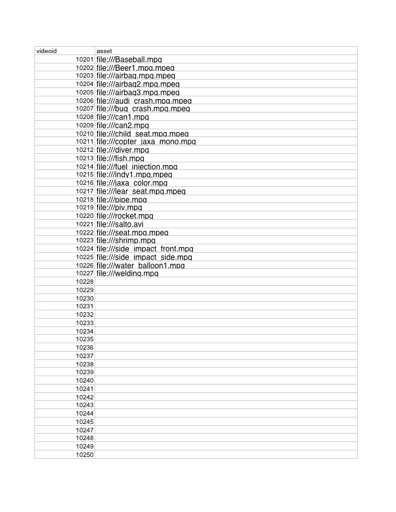 videoid asset
10201 file:///Baseball.mpg
10202 file:///Beer1.mpg.mpeg
10203 file:///airbag.mpg.mpeg
10204 file:///airbag2.mpg.mpeg
10205 file:///airbag3.mpg.mpeg
10206 file:///audi_crash.mpg.mpeg
10207 file:///bug_crash.mpg.mpeg
10208 file:///can1.mpg
10209 file:///can2.mpg
10210 file:///child_seat.mpg.mpeg
10211 file:///copter_jaxa_mono.mpg
10212 file:///diver.mpg
10213 file:///fish.mpg
10214 file:///fuel_injection.mpg
10215 file:///indy1.mpg.mpeg
10216 file:///jaxa_color.mpg
10217 file:///lear_seat.mpg.mpeg
10218 file:///pipe.mpg
10219 file:///piv.mpg
10220 file:///rocket.mpg
10221 file:///salto.avi
10222 file:///seat.mpg.mpeg
10223 file:///shrimp.mpg
10224 file:///side_impact_front.mpg
10225 file:///side_impact_side.mpg
10226 file:///water_balloon1.mpg
10227 file:///welding.mpg
10228
10229
10230
10231
10232
10233
10234
10235
10236
10237
10238
10239
10240
10241
10242
10243
10244
10245
10247
10248
10249
10250